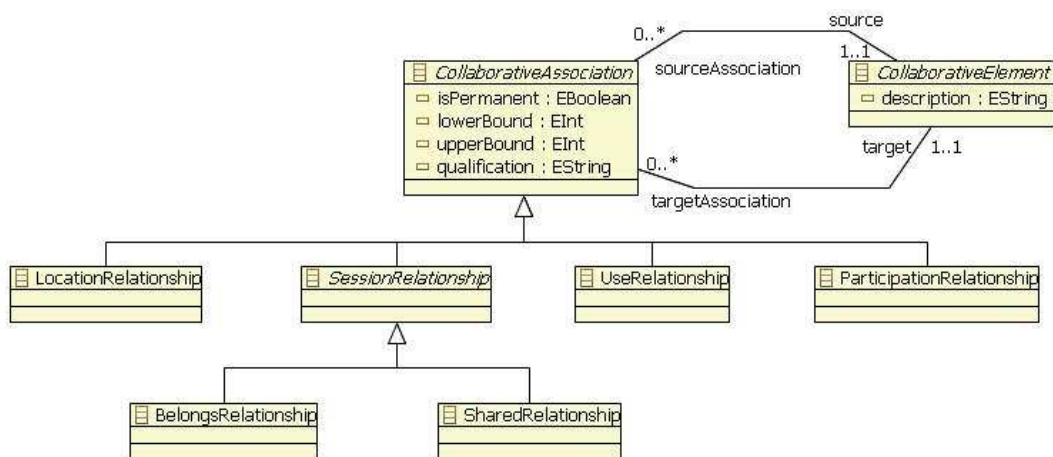 source
0..*
1..1
sourceAssociation
CollaborativeAssociation
isPermanent : EBoolean
lowerBound : EInt
upperBound : EInt
qualification : EString
CollaborativeElement
description : EString
target
1..1
0..*
targetAssociation
LocationRelationship
SessionRelationship
UseRelationship
ParticipationRelationship
BelongsRelationship
SharedRelationship